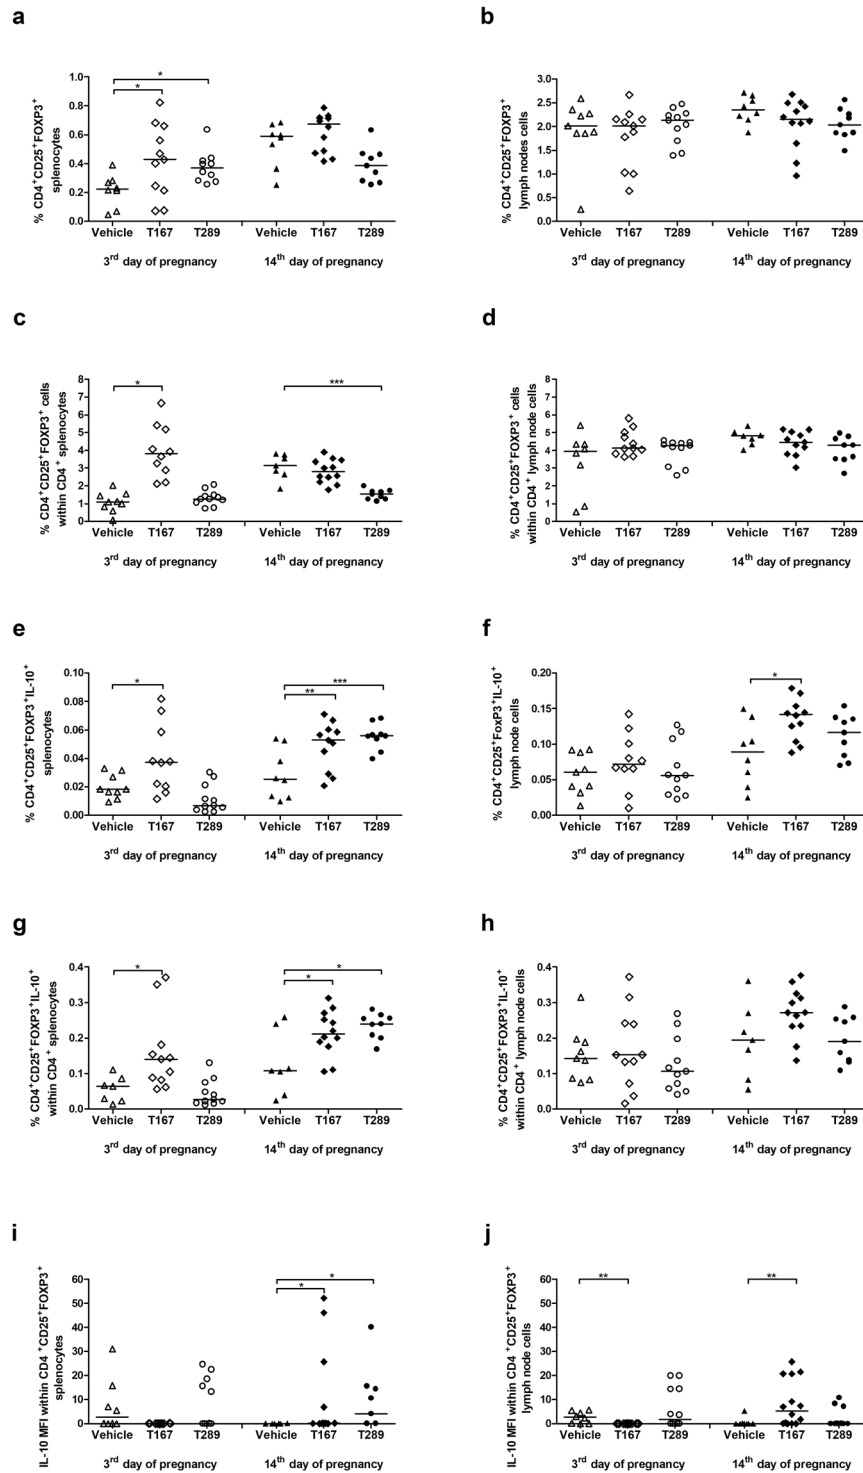 a
% CD4+CD25+FOXP3+
splenocytes
1.0
0.8
0.6
0.4
0.2
0.0
*
*
Vehicle T167 T289 Vehicle T167 T289
3rd day of pregnancy 14th day of pregnancy
b
% CD4+CD25+FOXP3+
lymph nodes cells
3.0
2.5
2.0
1.5
1.0
0.5
0.0
Vehicle T167 T289 Vehicle T167 T289
3rd day of pregnancy 14th day of pregnancy
c
% CD4+CD25+FOXP3+ cells
within CD4+ splenocytes
8
7
6
5
4
3
2
1
0
*
***
Vehicle T167 T289 Vehicle T167 T289
3rd day of pregnancy 14th day of pregnancy
d
% CD4+CD25+FOXP3+ cells
within CD4+ lymph node cells
8
7
6
5
4
3
2
1
0
Vehicle T167 T289 Vehicle T167 T289
3rd day of pregnancy 14th day of pregnancy
e
% CD4+CD25+FOXP3+IL-10+
splenocytes
0.10
0.08
0.06
0.04
0.02
0.00
*
***
**
Vehicle T167 T289 Vehicle T167 T289
3rd day of pregnancy 14th day of pregnancy
f
% CD4+CD25+FoxP3+IL-10+
lymph node cells
0.20
0.15
0.10
0.05
0.00
*
Vehicle T167 T289 Vehicle T167 T289
3rd day of pregnancy 14th day of pregnancy
g
% CD4+CD25+FOXP3+IL-10+
within CD4+ splenocytes
0.4
0.3
0.2
0.1
0.0
*
*
*
Vehicle T167 T289 Vehicle T167 T289
3rd day of pregnancy 14th day of pregnancy
h
% CD4+CD25+FOXP3+IL-10+
within CD4+ lymph node cells
0.4
0.3
0.2
0.1
0.0
Vehicle T167 T289 Vehicle T167 T289
3rd day of pregnancy 14th day of pregnancy
i
IL-10 MFI within CD4 +CD25+FOXP3+
splenocytes
60
50
40
30
20
10
0
*
*
Vehicle T167 T289 Vehicle T167 T289
3rd day of pregnancy 14th day of pregnancy
j
IL-10 MFI within CD4 +CD25+FOXP3+
lymph node cells
60
50
40
30
20
10
0
**
**
Vehicle T167 T289 Vehicle T167 T289
3rd day of pregnancy 14th day of pregnancy